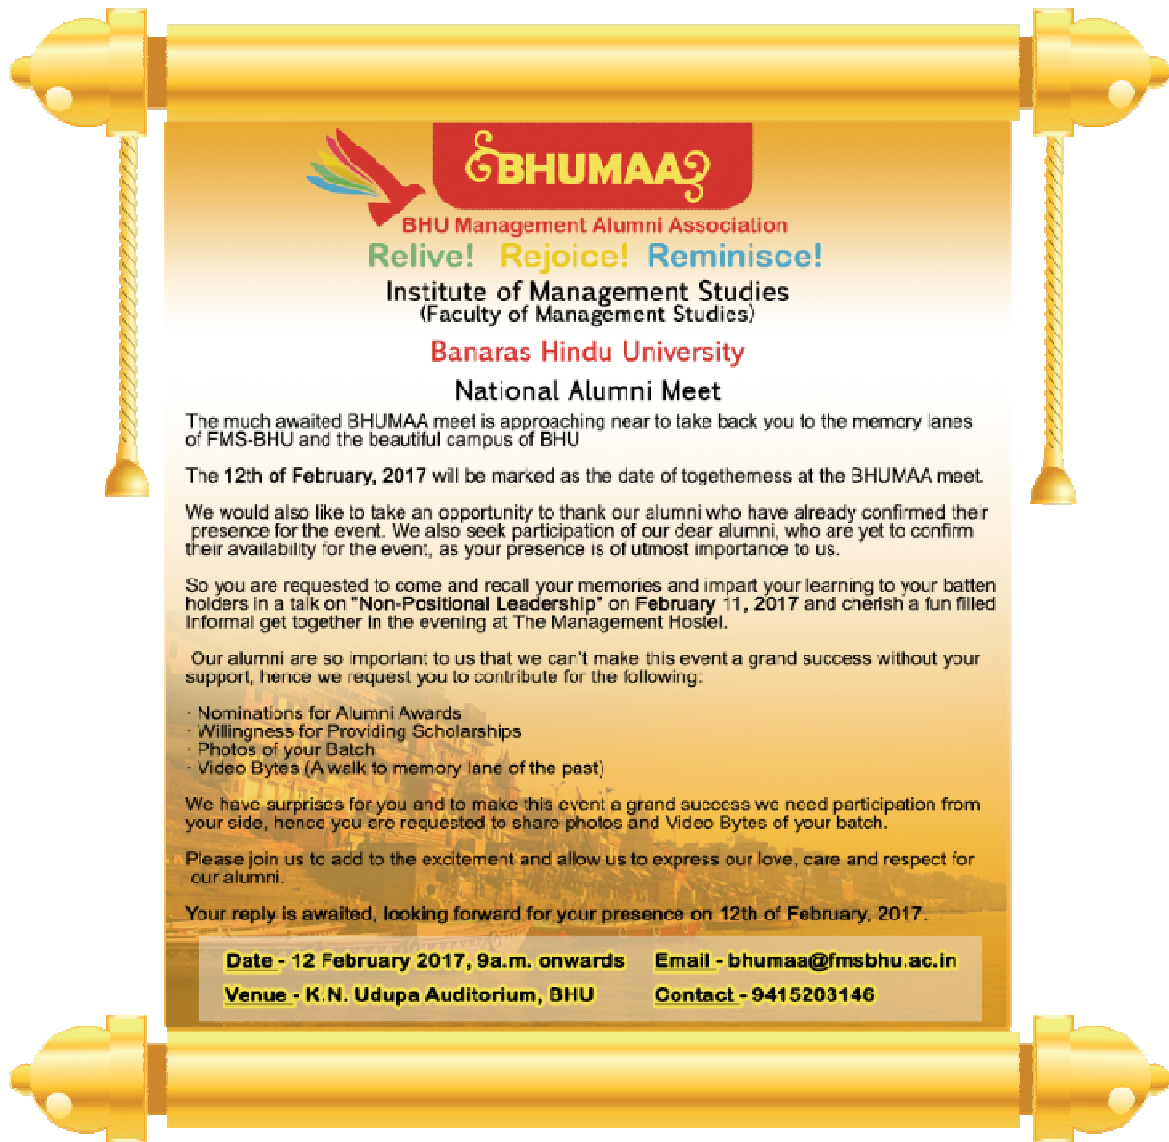 BHUMAA
BHU Management Alumni Association
Relive! Rejoice! Reminisce!
Institute of Management Studies
(Faculty of Management Studies)
Banaras Hindu University
National Alumni Meet
The much awaited BHUMAA meet is approaching near to take back you to the memory lanes
of FMS-BHU and the beautiful campus of BHU
The 12th of February, 2017 will be marked as the date of togetherness at the BHUMAA meet.
We would also like to take an opportunity to thank our alumni who have already confirmed their
presence for the event. We also seek participation of our dear alumni, who are yet to confirm
their availability for the event, as your presence is of utmost importance to us.
So you are requested to come and recall your memories and impart your learning to your batten
holders in a talk on "Non-Positional Leadership" on February 11, 2017 and cherish a fun filled
informal get together in the evening at The Management Hostel.
Our alumni are so important to us that we can't make this event a grand success without your
support, hence we request you to contribute for the following:
· Nominations for Alumni Awards
· Willingness for Providing Scholarships
· Photos of your Batch
· Video Bytes (A walk to memory lane of the past)
We have surprises for you and to make this event a grand success we need participation from
your side, hence you are requested to share photos and Video Bytes of your batch.
Please join us to add to the excitement and allow us to express our love, care and respect for
our alumni.
Your reply is awaited, looking forward for your presence on 12th of February, 2017.
Date - 12 February 2017, 9a.m. onwards Email - bhumaa@fmsbhu.ac.in
Venue - K.N. Udupa Auditorium, BHU Contact - 9415203146